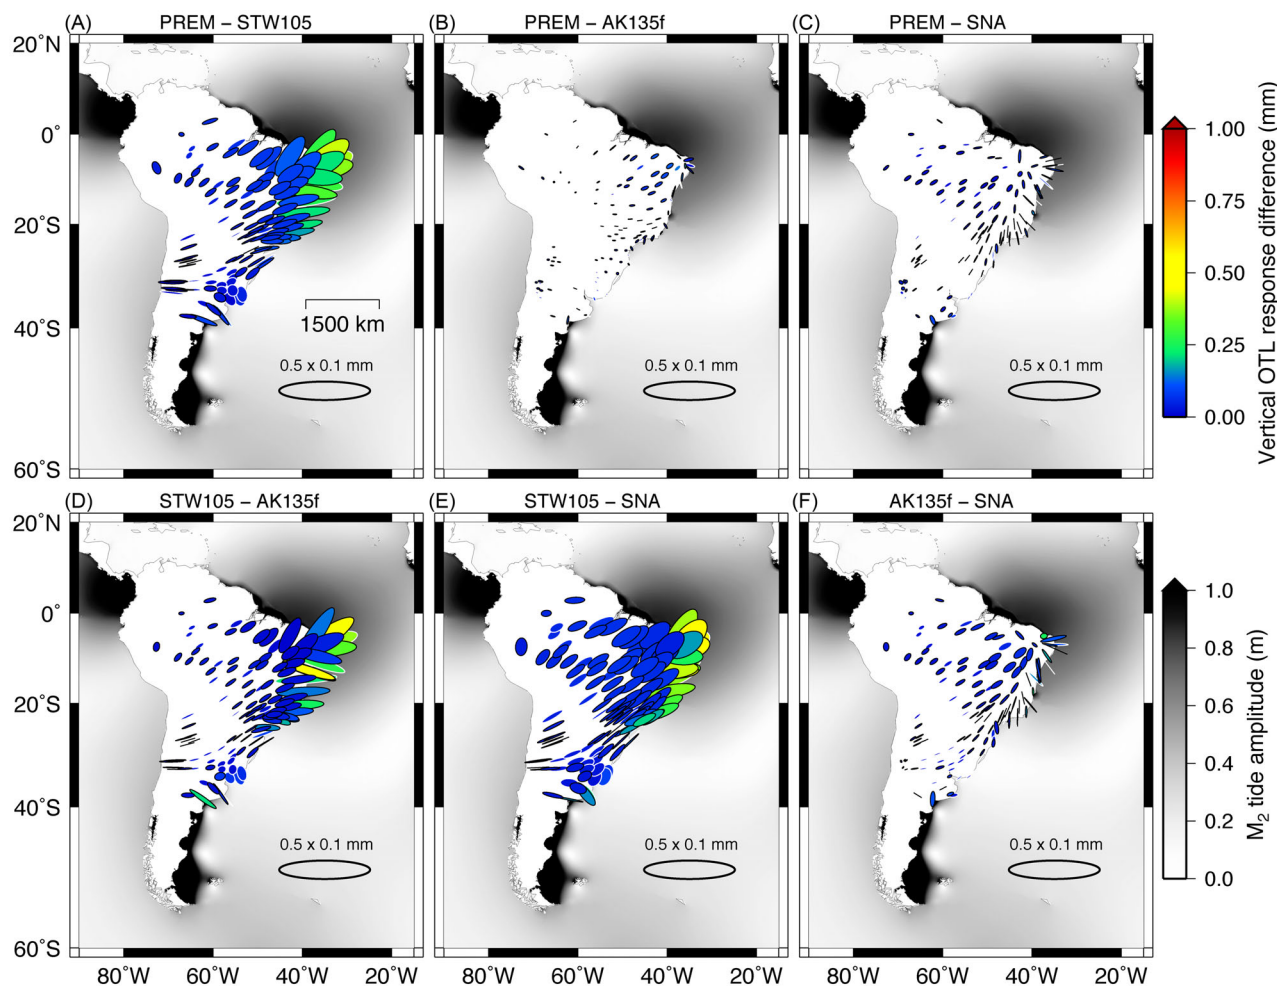 (A) PREM – STW105
(B) PREM – AK135f
(C) PREM – SNA
20˚N
0˚
20˚S
40˚S
60˚S
1500 km
0.5 x 0.1 mm
0.5 x 0.1 mm
0.5 x 0.1 mm
1.00
0.75
0.50
0.25
0.00
Vertical OTL response difference (mm)
(D) STW105 – AK135f
(E) STW105 – SNA
(F) AK135f – SNA
20˚N
0˚
20˚S
40˚S
60˚S
0.5 x 0.1 mm
0.5 x 0.1 mm
0.5 x 0.1 mm
1.0
0.8
0.6
0.4
0.2
0.0
M₂ tide amplitude (m)
80˚W 60˚W 40˚W 20˚W 80˚W 60˚W 40˚W 20˚W 80˚W 60˚W 40˚W 20˚W